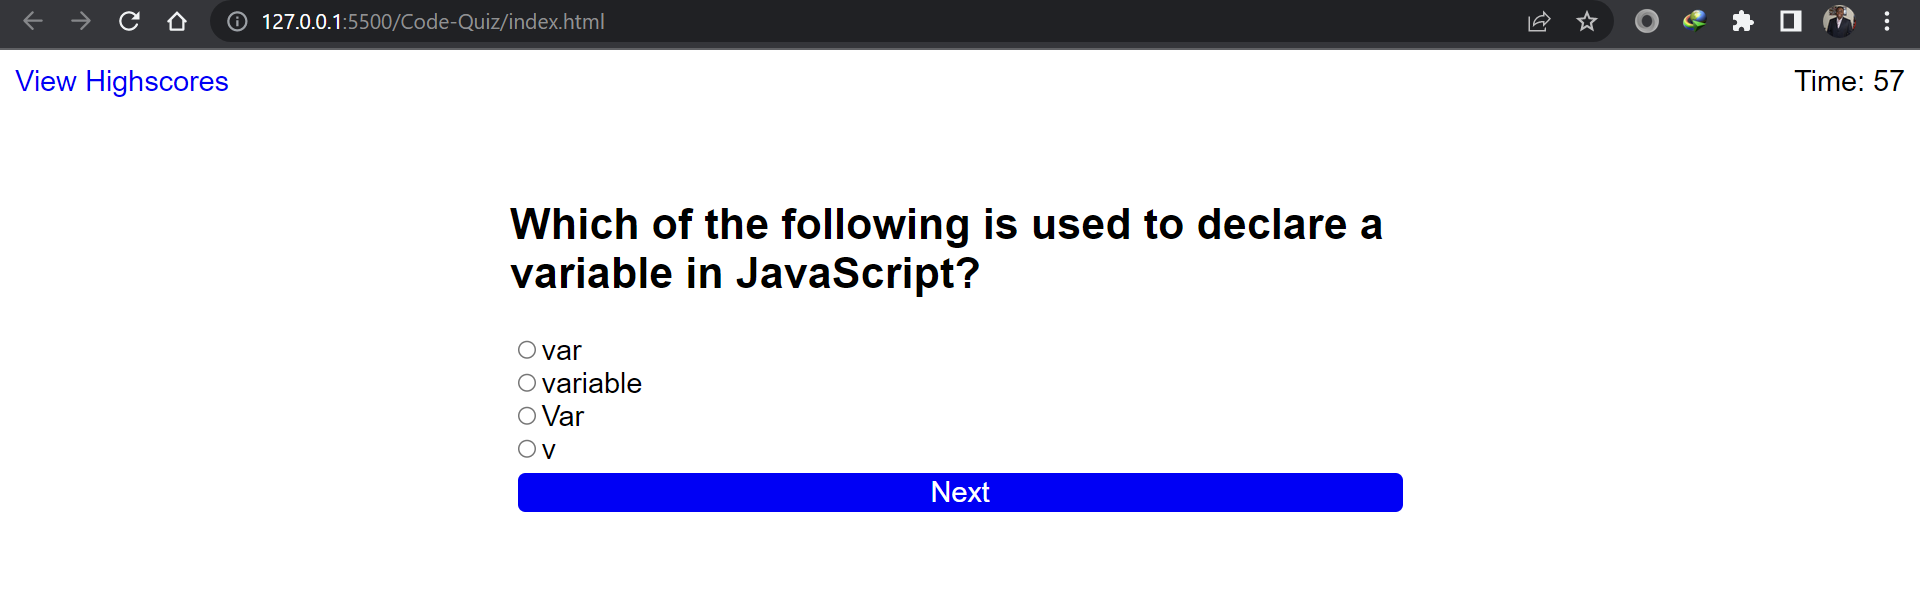 127.0.0.1:5500/Code-Quiz/index.html
View Highscores
Time: 57
Which of the following is used to declare a
variable in JavaScript?
var
variable
Var
v
Next